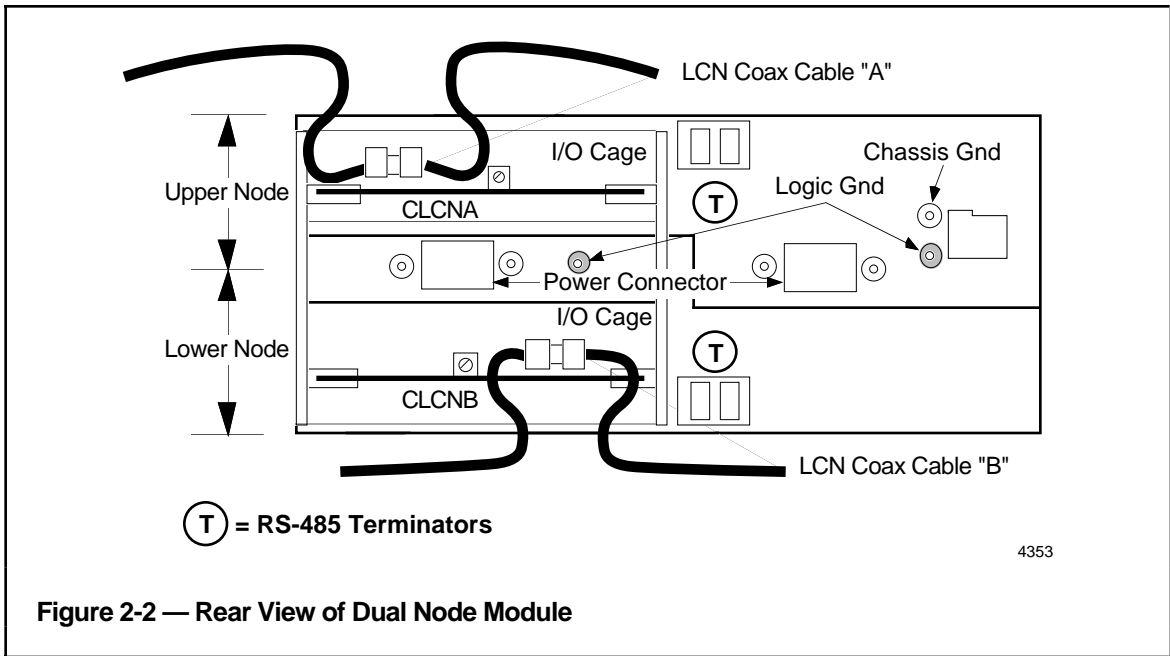 LCN Coax Cable "A"
I/O Cage
Chassis Gnd
Upper Node
Logic Gnd
T
CLCNA
Power Connector
I/O Cage
Lower Node
T
CLCNB
LCN Coax Cable "B"
T = RS-485 Terminators
4353
Figure 2-2 — Rear View of Dual Node Module